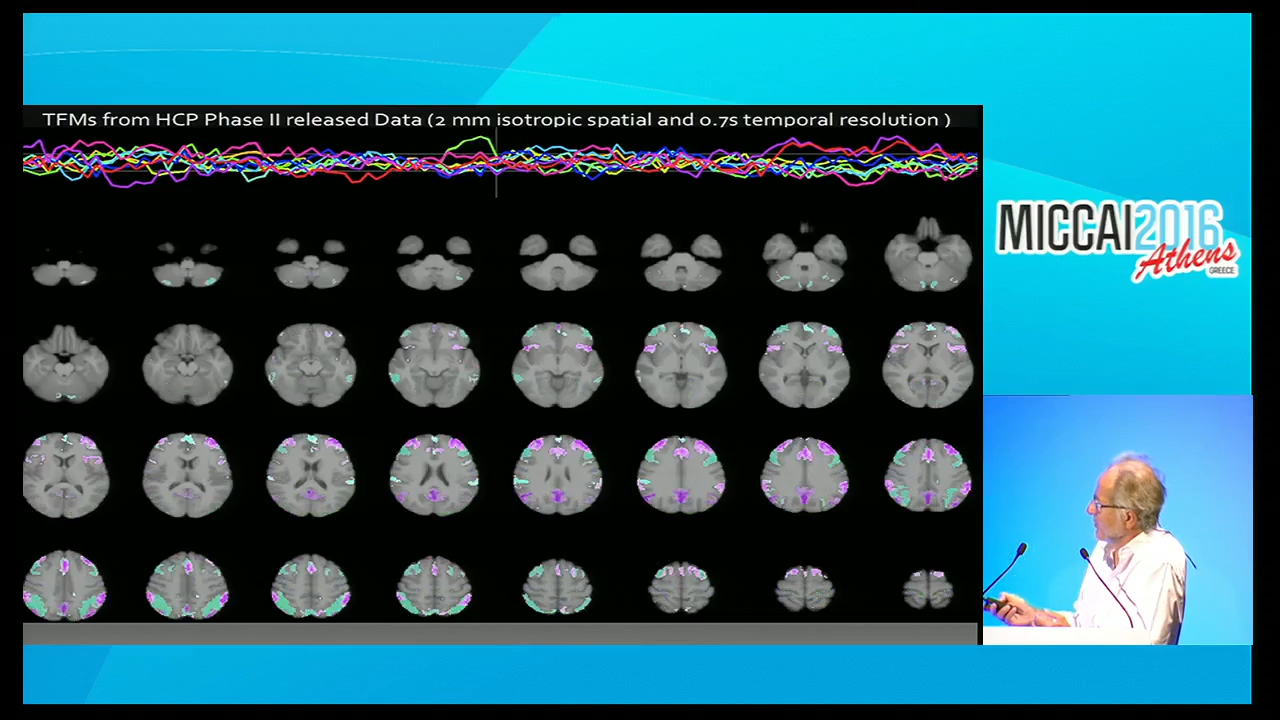 TFMs from HCP Phase II released Data (2 mm isotropic spatial and 0.7s temporal resolution )
MICCAI2016
Athens
GREECE